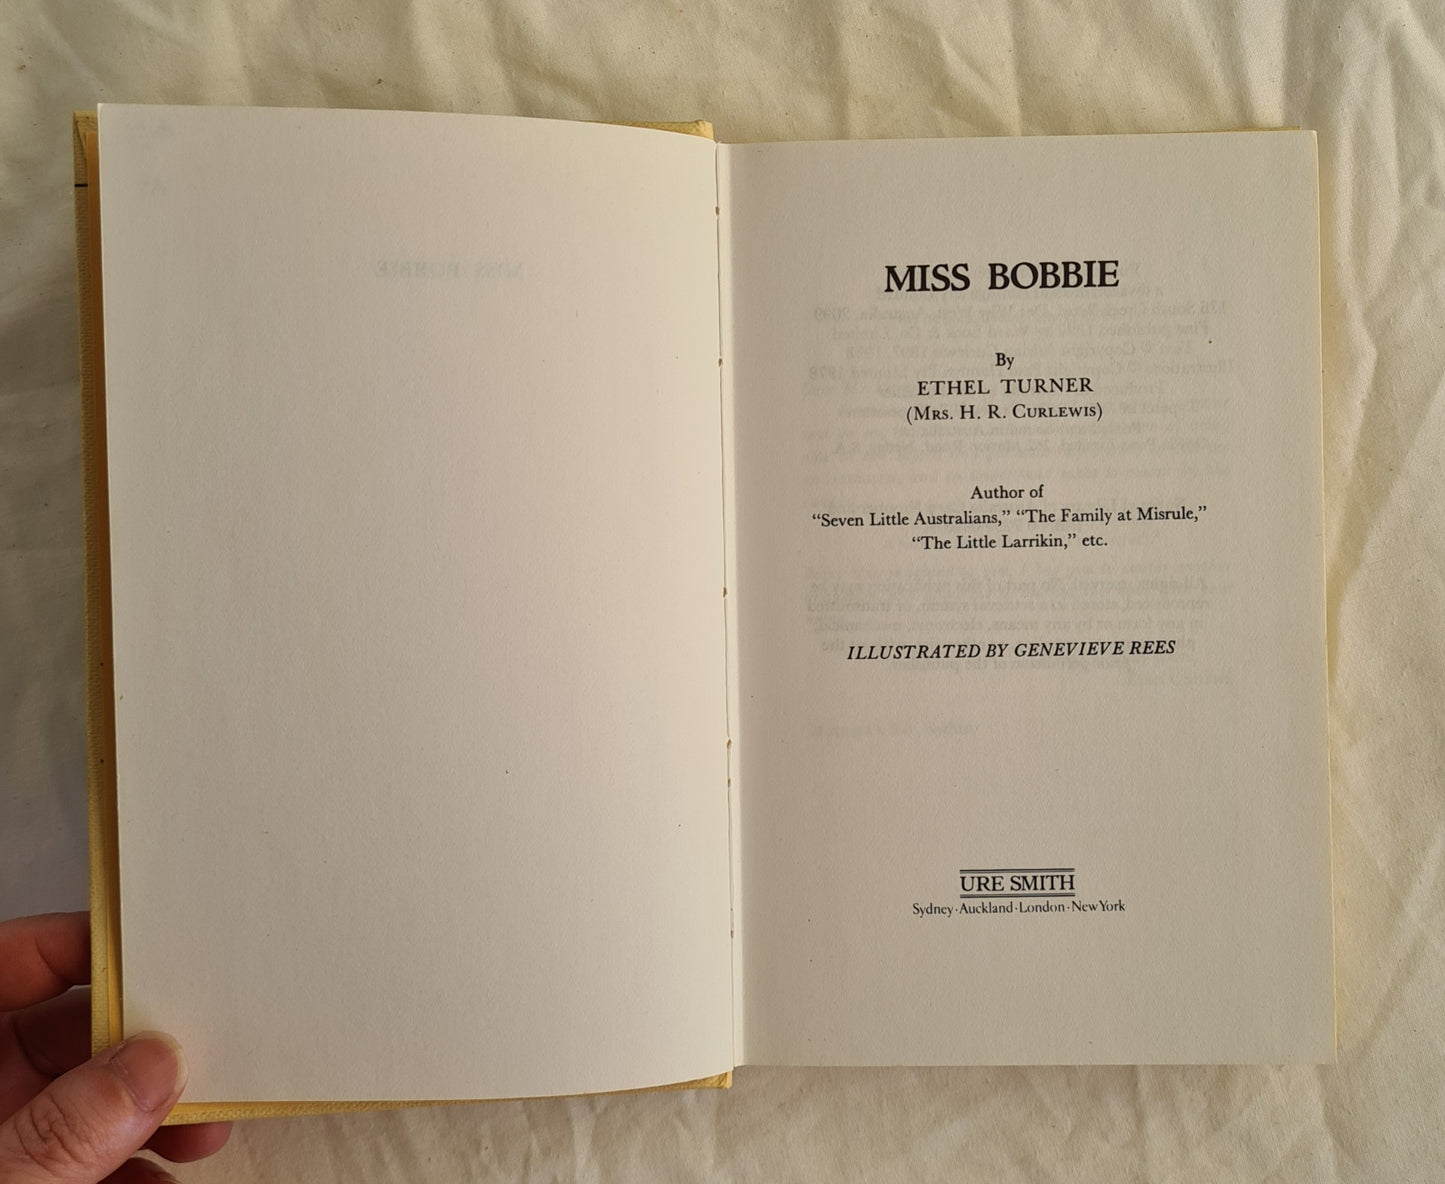 MISS BOBBIE
By
ETHEL TURNER
(MRS. H. R. CURLEWIS)
Author of
“Seven Little Australians,” “The Family at Misrule,”
“The Little Larrikin,” etc.
ILLUSTRATED BY GENEVIEVE REES
URE SMITH
Sydney·Auckland·London·New York